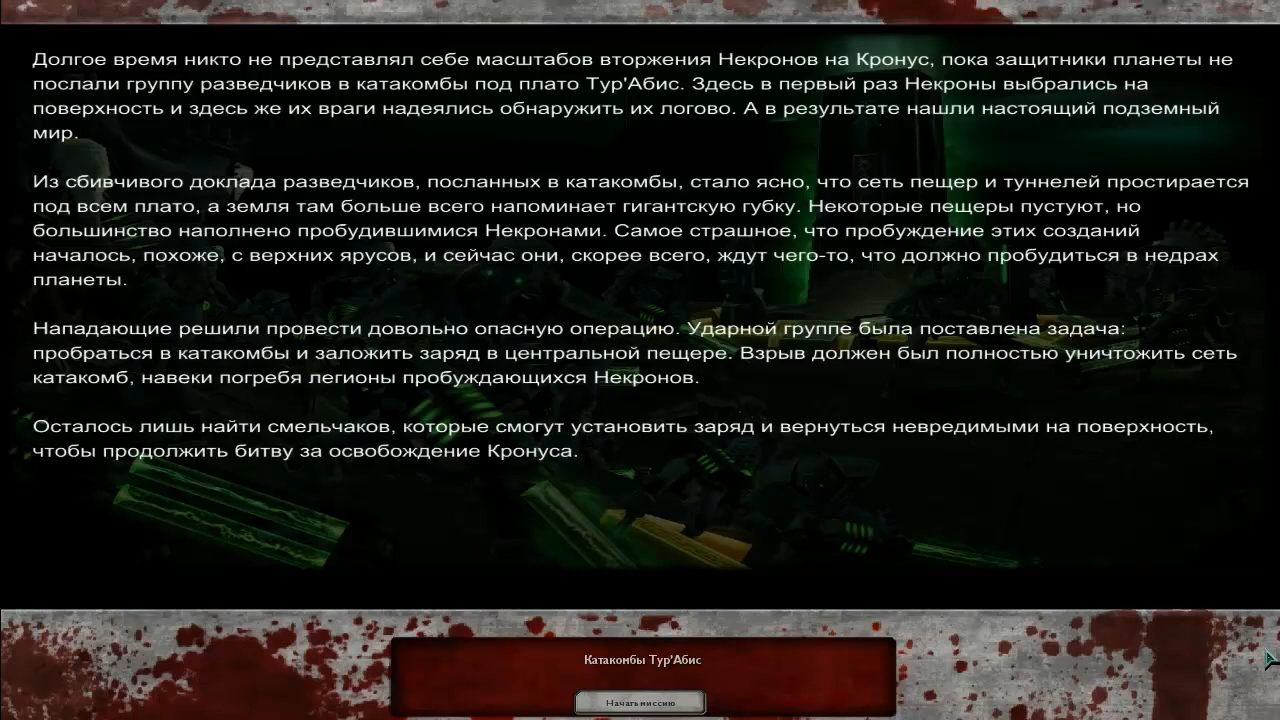 Долгое время никто не представлял себе масштабов вторжения Некронов на Кронус, пока защитники планеты не
послали группу разведчиков в катакомбы под плато Тур'Абис. Здесь в первый раз Некроны выбрались на
поверхность и здесь же их враги надеялись обнаружить их логово. А в результате нашли настоящий подземный
мир.
Из сбивчивого доклада разведчиков, посланных в катакомбы, стало ясно, что сеть пещер и туннелей простирается
под всем плато, а земля там больше всего напоминает гигантскую губку. Некоторые пещеры пустуют, но
большинство наполнено пробудившимися Некронами. Самое страшное, что пробуждение этих созданий
началось, похоже, с верхних ярусов, и сейчас они, скорее всего, ждут чего-то, что должно пробудиться в недрах
планеты.
Нападающие решили провести довольно опасную операцию. Ударной группе была поставлена задача:
пробраться в катакомбы и заложить заряд в центральной пещере. Взрыв должен был полностью уничтожить сеть
катакомб, навеки погребя легионы пробуждающихся Некронов.
Осталось лишь найти смельчаков, которые смогут установить заряд и вернуться невредимыми на поверхность,
чтобы продолжить битву за освобождение Кронуса.
Катакомбы Тур'Абис
Начать миссию